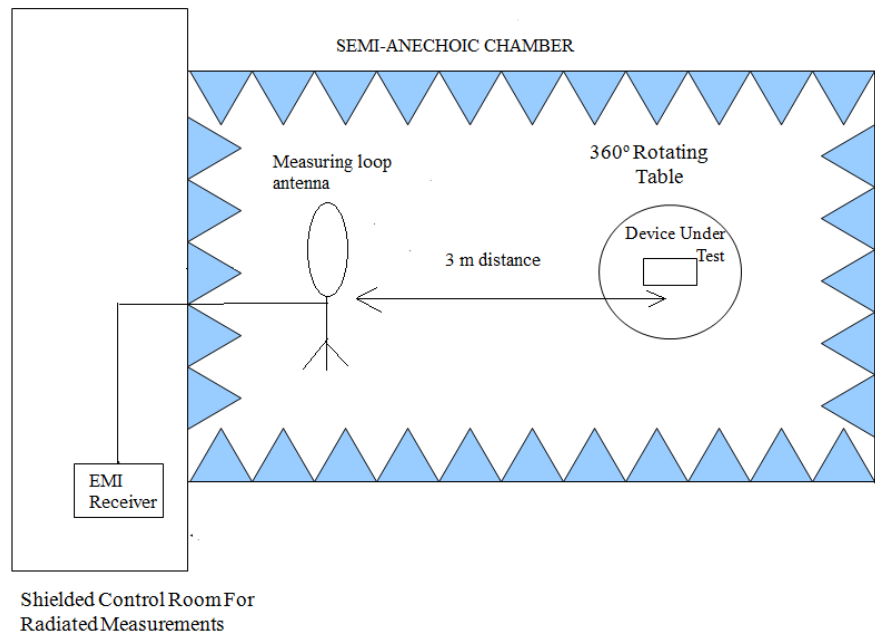 SEMI-ANECHOIC CHAMBER
Measuring loop
antenna
360° Rotating
Table
Device Under
Test
3 m distance
EMI
Receiver
Shielded Control Room For
Radiated Measurements